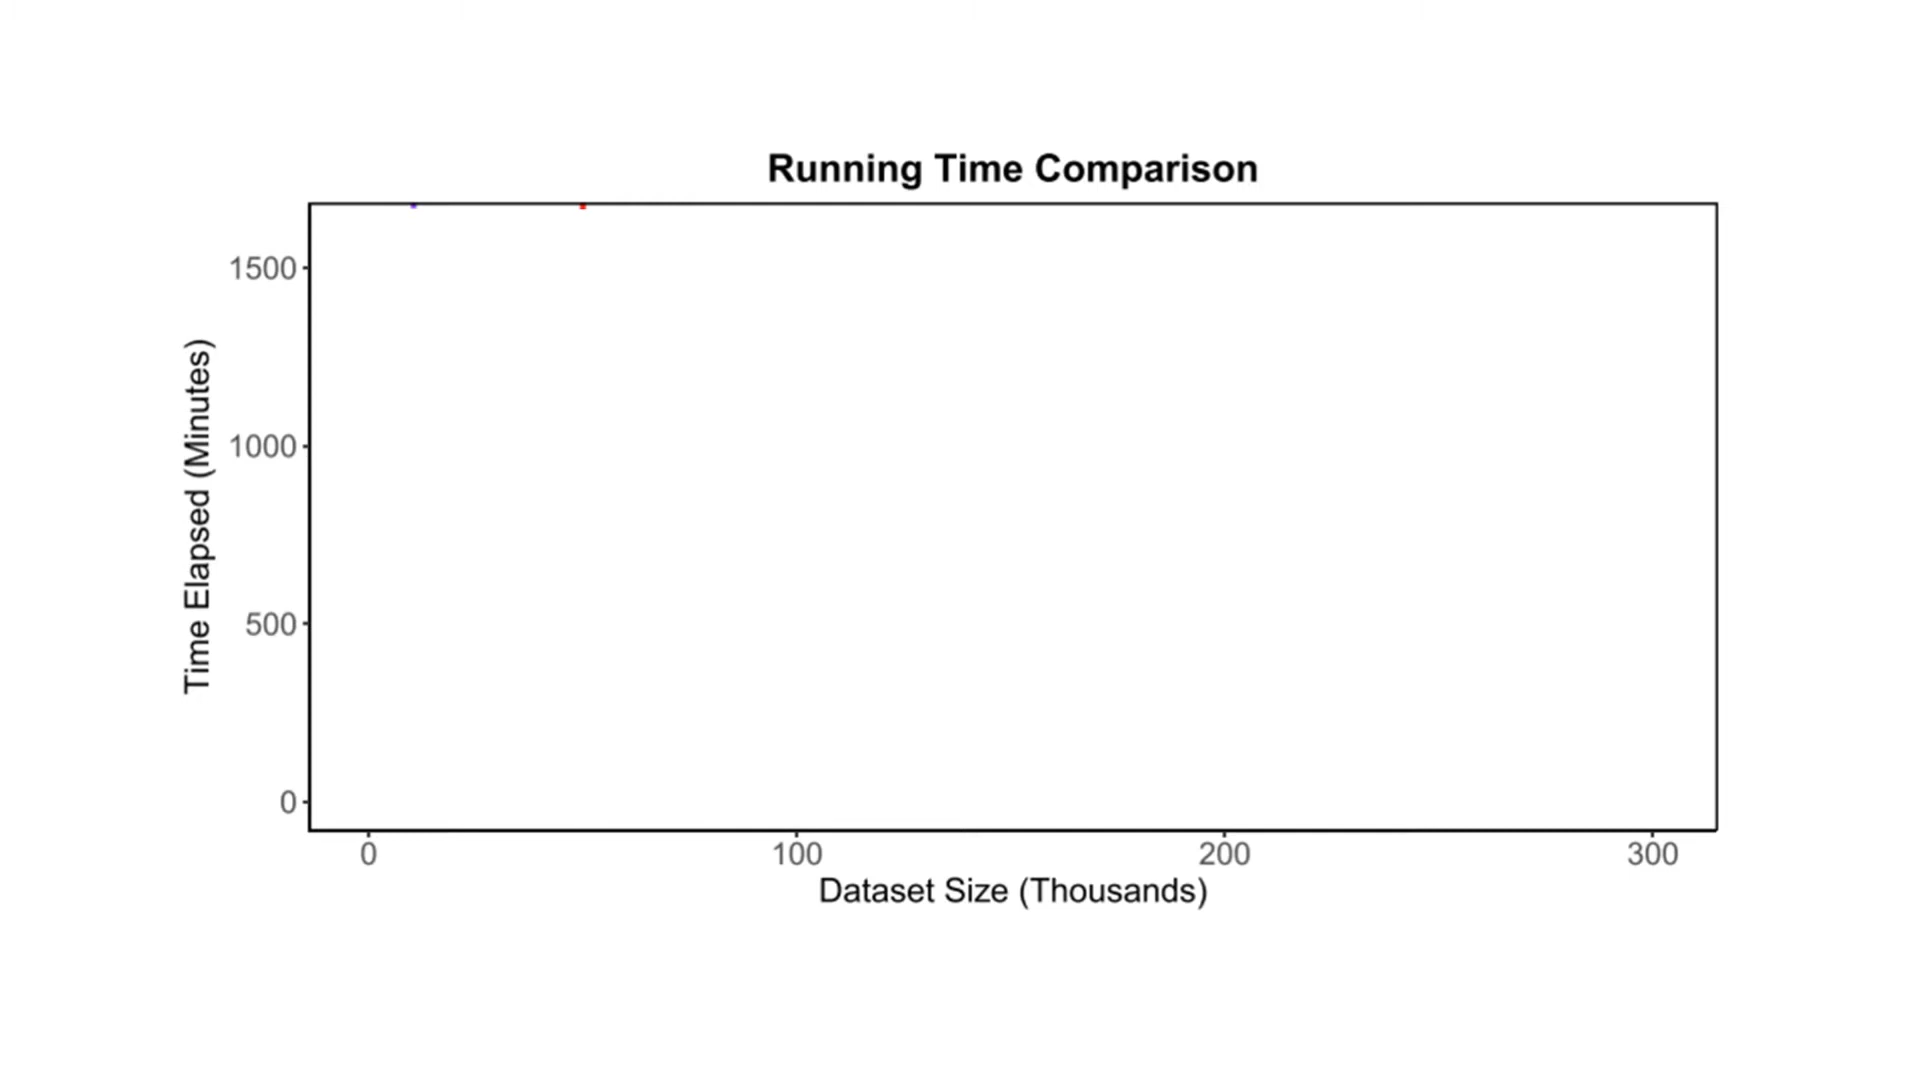 Running Time Comparison
Time Elapsed (Minutes)
1500
1000
500
0
0 100 200 300
Dataset Size (Thousands)